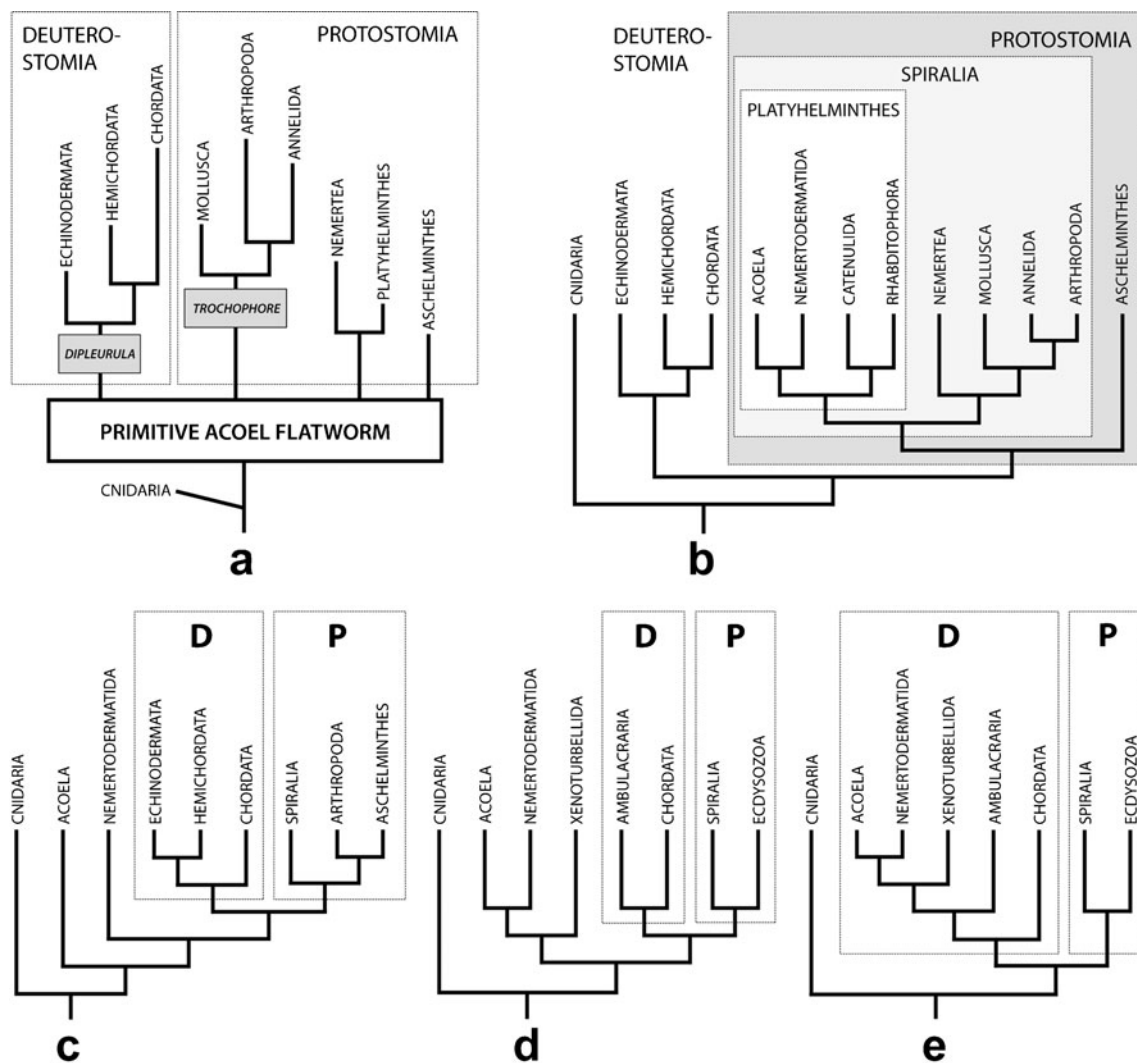 DEUTERO-
STOMIA
PROTOSTOMIA
ECHINODERMATA
HEMICHORDATA
CHORDATA
MOLLUSCA
ARTHROPODA
ANNELIDA
NEMERTEA
PLATYHELMINTHES
ASCHELMINTHES
DIPLEURULA
TROCHOPHORE
PRIMITIVE ACOEL FLATWORM
CNIDARIA
a
DEUTERO-
STOMIA
PROTOSTOMIA
SPIRALIA
PLATYHELMINTHES
CNIDARIA
ECHINODERMATA
HEMICHORDATA
CHORDATA
ACOELA
NEMERTODERMATIDA
CATENULIDA
RHABDITOPHORA
NEMERTEA
MOLLUSCA
ANNELIDA
ARTHROPODA
ASCHELMINTHES
b
D
P
CNIDARIA
ACOELA
NEMERTODERMATIDA
ECHINODERMATA
HEMICHORDATA
CHORDATA
SPIRALIA
ARTHROPODA
ASCHELMINTHES
c
D
P
CNIDARIA
ACOELA
NEMERTODERMATIDA
XENOTURBELLIDA
AMBULACRARIA
CHORDATA
SPIRALIA
ECDYSOZOA
d
D
P
CNIDARIA
ACOELA
NEMERTODERMATIDA
XENOTURBELLIDA
AMBULACRARIA
CHORDATA
SPIRALIA
ECDYSOZOA
e